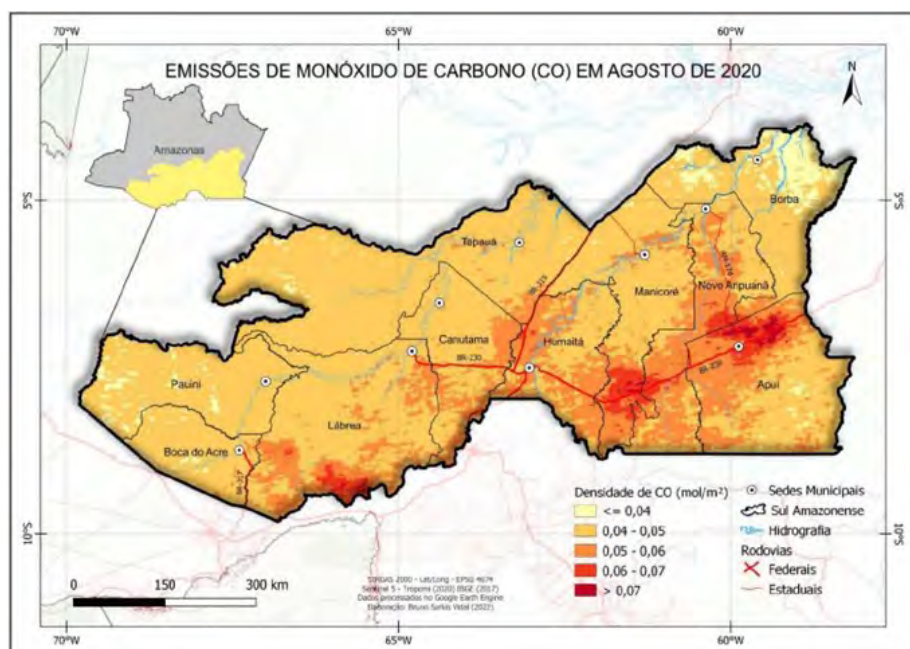 70°W 65°W 60°W
EMISSÕES DE MONÓXIDO DE CARBONO (CO) EM AGOSTO DE 2020
N
Amazonas
5°S 5°S
Borba
Tapauá
BR-319
Manicoré
Novo Aripuanã
Canutama
Humaitá
BR-230
BR-230
Pauini
Apuí
Lábrea
Boca do Acre
BR-317
Densidade de CO (mol/m²)
<= 0,04
0,04 - 0,05
0,05 - 0,06
0,06 - 0,07
> 0,07
Sedes Municipais
Sul Amazonense
Hidrografia
Rodovias
Federais
Estaduais
10°S 10°S
0 150 300 km
SIRGAS 2000 - Lat/Long - EPSG 4674
Sentinel 5 - Tropomi (2020) IBGE (2017)
Dados processados no Google Earth Engine
Elaboração: Bruno Sarkis Vidal (2022)
70°W 65°W 60°W